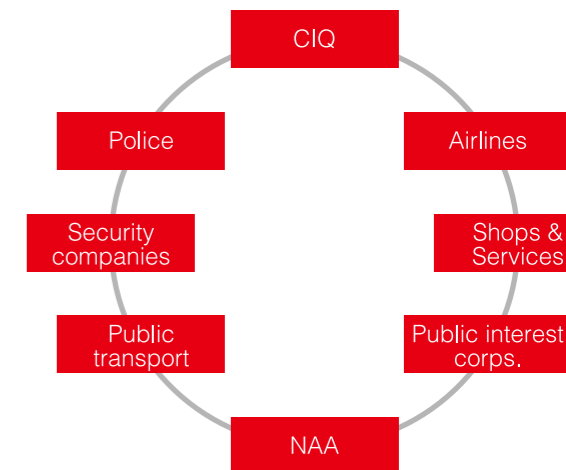 CIQ
Police
Airlines
Security
companies
Shops &
Services
Public
transport
Public interest
corps.
NAA